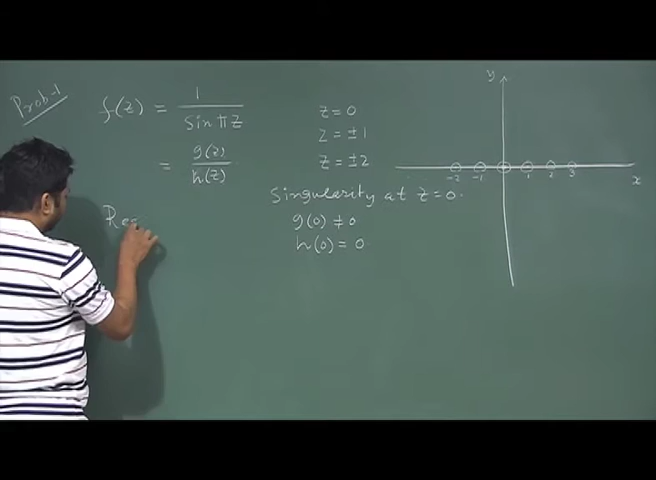 Prob-1
f(z) = 1 / sin πz
= g(z) / h(z)
Res
z = 0
z = ±1
z = ±2
Singularity at z = 0.
g(0) ≠ 0
h(0) = 0.
y
-2 -1 1 2 3
x